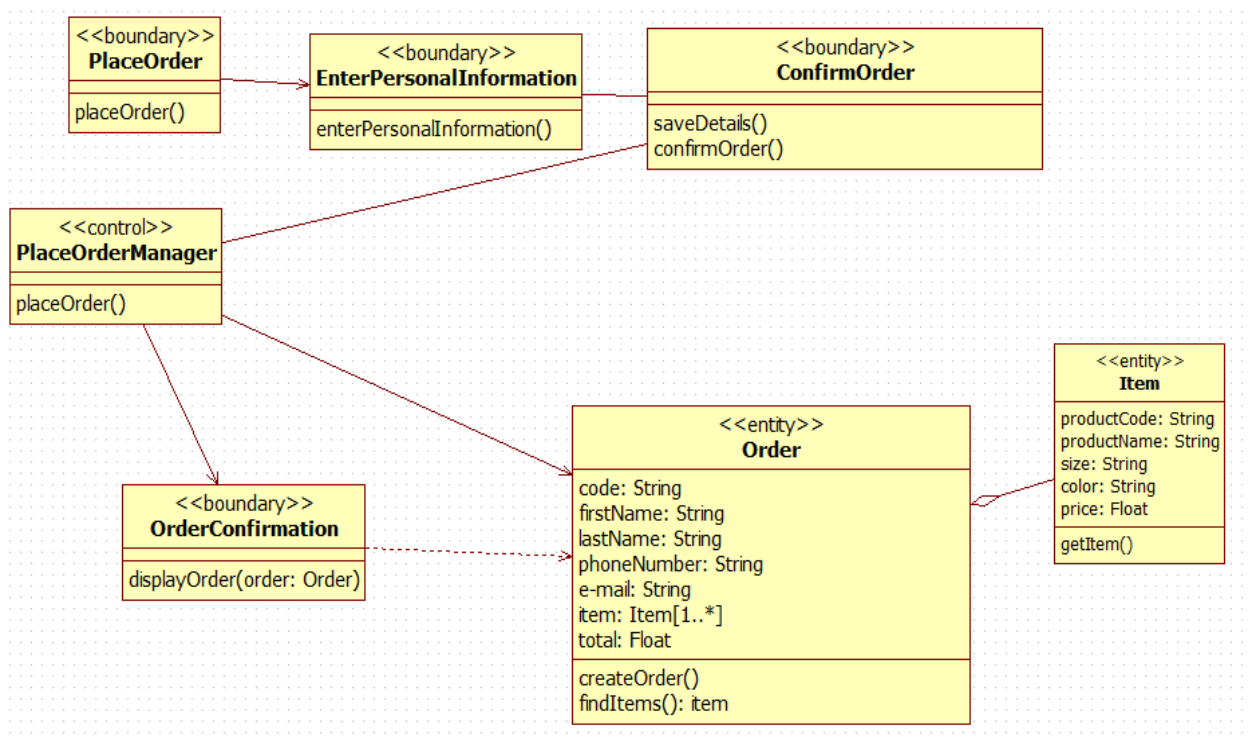 <<boundary>>
PlaceOrder
placeOrder()
<<boundary>>
EnterPersonalInformation
enterPersonalInformation()
<<boundary>>
ConfirmOrder
saveDetails()
confirmOrder()
<<control>>
PlaceOrderManager
placeOrder()
<<entity>>
Item
productCode: String
productName: String
size: String
color: String
price: Float
getItem()
<<entity>>
Order
code: String
firstName: String
lastName: String
phoneNumber: String
e-mail: String
item: Item[1..*]
total: Float
createOrder()
findItems(): item
<<boundary>>
OrderConfirmation
displayOrder(order: Order)